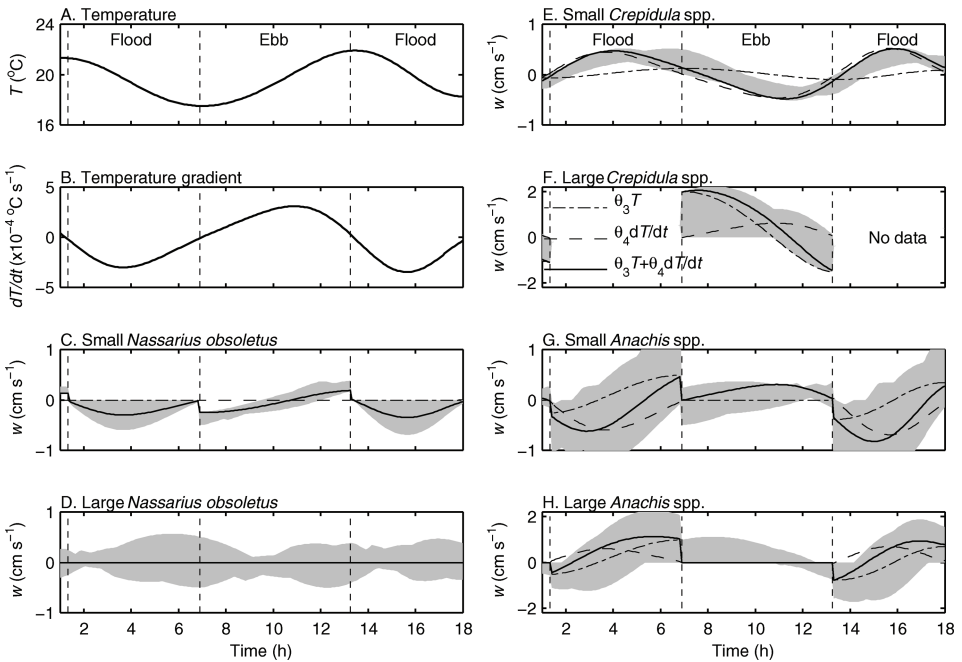 A. Temperature
Flood
Ebb
Flood
T (°C)
24
20
16
B. Temperature gradient
dT/dt (x10⁻⁴ °C s⁻¹)
5
0
−5
C. Small Nassarius obsoletus
w (cm s⁻¹)
1
0
−1
D. Large Nassarius obsoletus
w (cm s⁻¹)
1
0
−1
2 4 6 8 10 12 14 16 18
Time (h)
E. Small Crepidula spp.
Flood
Ebb
Flood
w (cm s⁻¹)
1
0
−1
F. Large Crepidula spp.
w (cm s⁻¹)
2
0
−2
θ₃T
θ₄dT/dt
θ₃T+θ₄dT/dt
No data
G. Small Anachis spp.
w (cm s⁻¹)
1
0
−1
H. Large Anachis spp.
w (cm s⁻¹)
2
0
−2
2 4 6 8 10 12 14 16 18
Time (h)